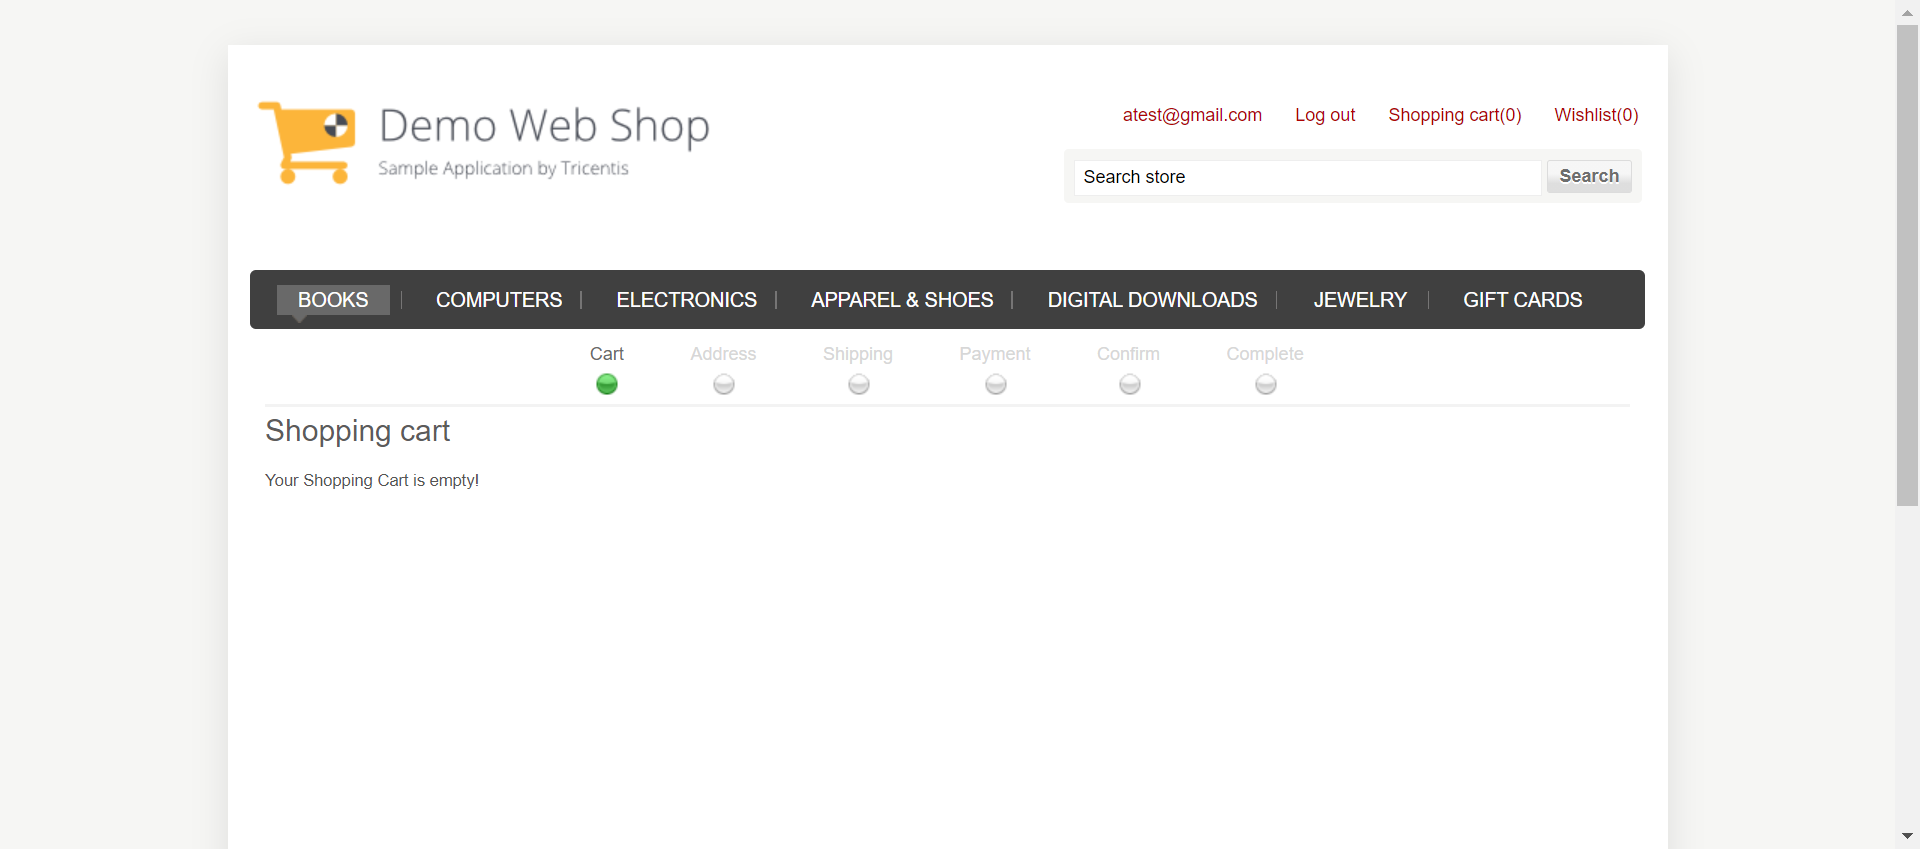 Demo Web Shop
Sample Application by Tricentis
atest@gmail.com Log out Shopping cart(0) Wishlist(0)
Search store Search
BOOKS COMPUTERS ELECTRONICS APPAREL & SHOES DIGITAL DOWNLOADS JEWELRY GIFT CARDS
Cart Address Shipping Payment Confirm Complete
Shopping cart
Your Shopping Cart is empty!